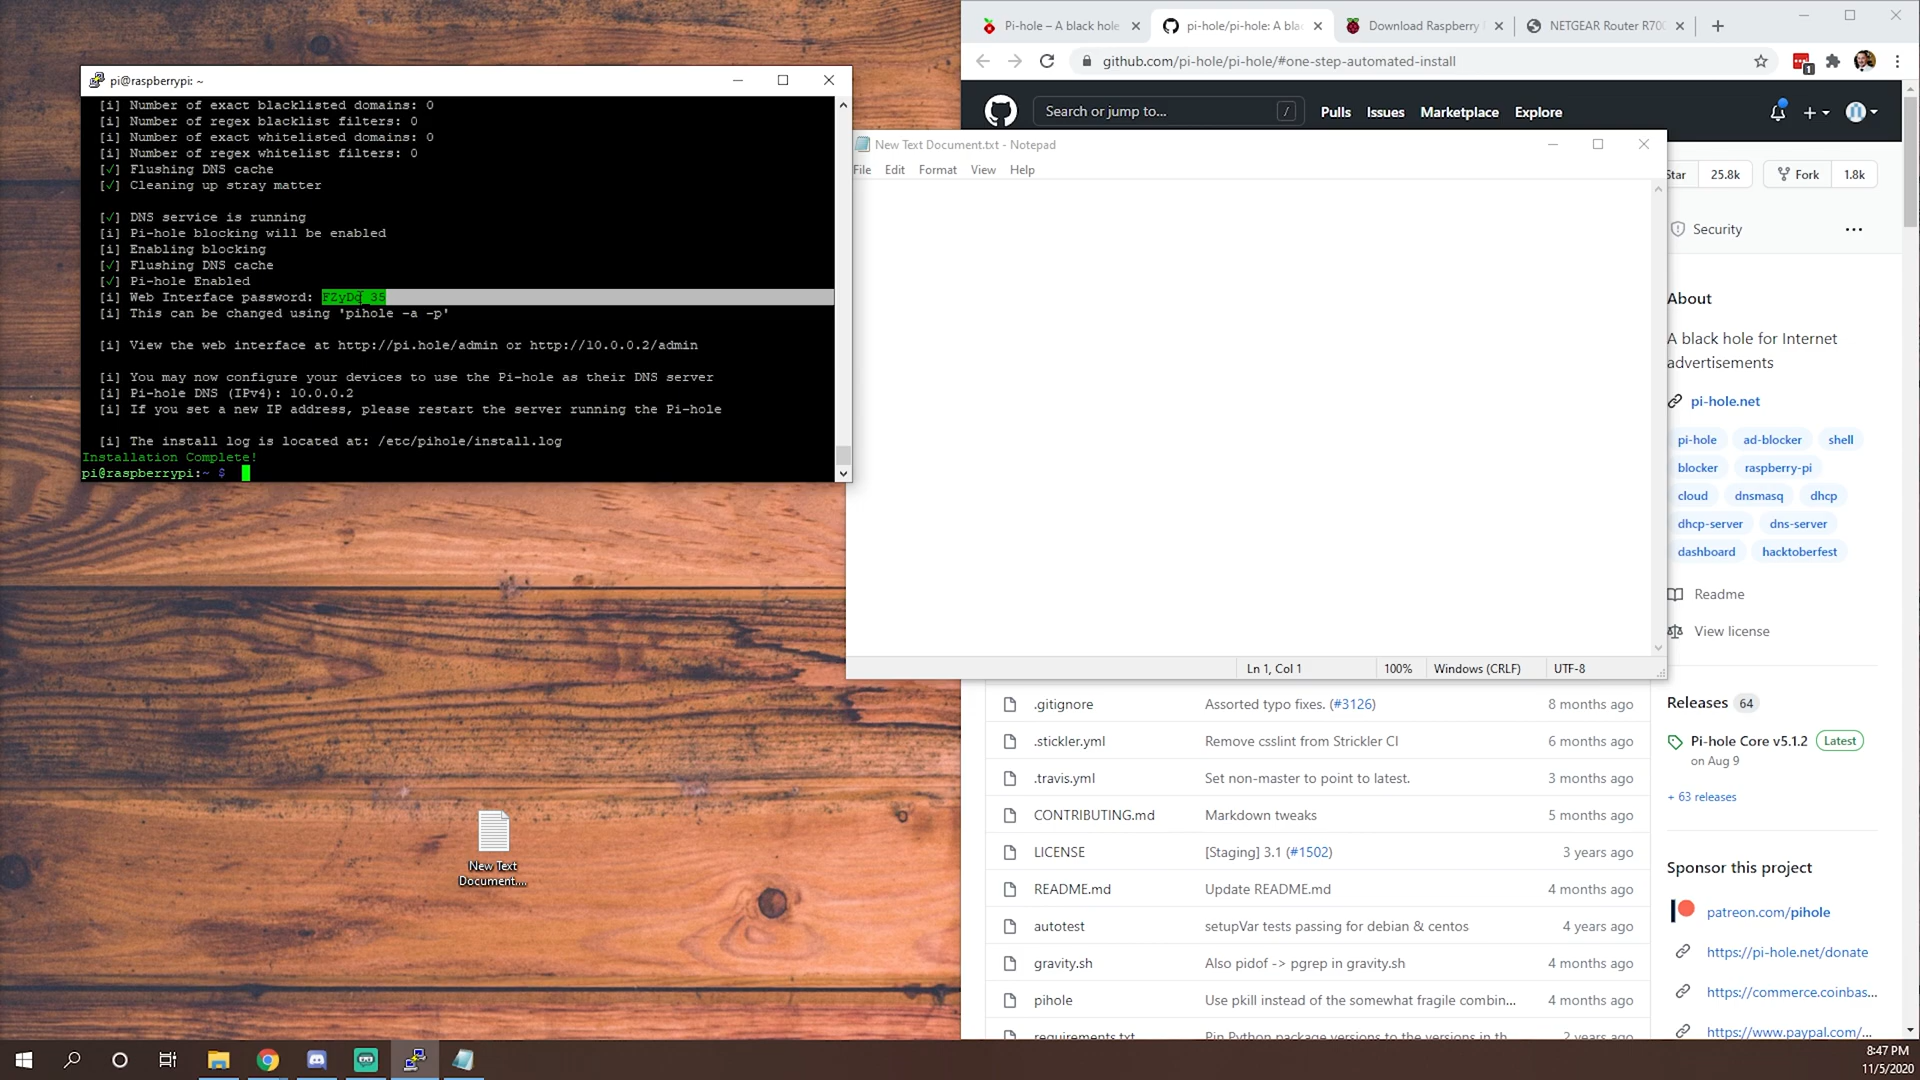 pi@raspberrypi: ~
[i] Number of exact blacklisted domains: 0
[i] Number of regex blacklist filters: 0
[i] Number of exact whitelisted domains: 0
[i] Number of regex whitelist filters: 0
[✓] Flushing DNS cache
[✓] Cleaning up stray matter
[✓] DNS service is running
[i] Pi-hole blocking will be enabled
[i] Enabling blocking
[✓] Flushing DNS cache
[✓] Pi-hole Enabled
[i] Web Interface password:
[i] This can be changed using 'pihole -a -p'
[i] View the web interface at http://pi.hole/admin or http://10.0.0.2/admin
[i] You may now configure your devices to use the Pi-hole as their DNS server
[i] Pi-hole DNS (IPv4): 10.0.0.2
[i] If you set a new IP address, please restart the server running the Pi-hole
[i] The install log is located at: /etc/pihole/install.log
Installation Complete!
pi@raspberrypi:~ $
New Text
Document....
Pi-hole – A black hole
pi-hole/pi-hole: A bla
Download Raspberry
NETGEAR Router R700
github.com/pi-hole/pi-hole/#one-step-automated-install
1
Search or jump to...
/
Pulls
Issues
Marketplace
Explore
New Text Document.txt - Notepad
File
Edit
Format
View
Help
Ln 1, Col 1
100%
Windows (CRLF)
UTF-8
Star
25.8k
Fork
1.8k
Security
...
About
A black hole for Internet
advertisements
pi-hole.net
pi-hole
ad-blocker
shell
blocker
raspberry-pi
cloud
dnsmasq
dhcp
dhcp-server
dns-server
dashboard
hacktoberfest
Readme
View license
Releases 64
Pi-hole Core v5.1.2 Latest
on Aug 9
+ 63 releases
Sponsor this project
patreon.com/pihole
https://pi-hole.net/donate
https://commerce.coinbas...
https://www.paypal.com/...
.gitignore Assorted typo fixes. (#3126) 8 months ago
.stickler.yml Remove csslint from Strickler CI 6 months ago
.travis.yml Set non-master to point to latest. 3 months ago
CONTRIBUTING.md Markdown tweaks 5 months ago
LICENSE [Staging] 3.1 (#1502) 3 years ago
README.md Update README.md 4 months ago
autotest setupVar tests passing for debian & centos 4 years ago
gravity.sh Also pidof -> pgrep in gravity.sh 4 months ago
pihole Use pkill instead of the somewhat fragile combin... 4 months ago
requirements.txt Pin Python package versions to the versions in th... 2 years ago
8:47 PM
11/5/2020